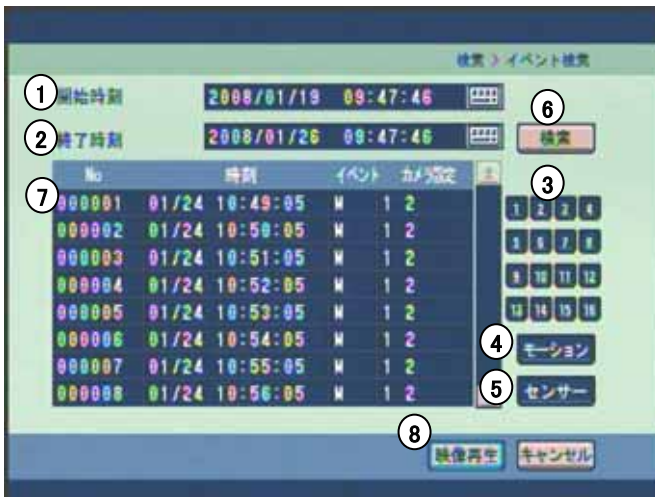 検索 > イベント検索
① 開始時刻 2008/01/19 09:47:46
② 終了時刻 2008/01/26 09:47:46
⑥ 検索
No 時刻 イベント カメラ設定
⑦ 000001 01/24 10:49:05 M 1 2
000002 01/24 10:50:05 M 1 2
000003 01/24 10:51:05 M 1 2
000004 01/24 10:52:05 M 1 2
000005 01/24 10:53:05 M 1 2
000006 01/24 10:54:05 M 1 2
000007 01/24 10:55:05 M 1 2
000008 01/24 10:56:05 M 1 2
③
1 2 3 4
5 6 7 8
9 10 11 12
13 14 15 16
④ モーション
⑤ センサー
⑧ 映像再生 キャンセル